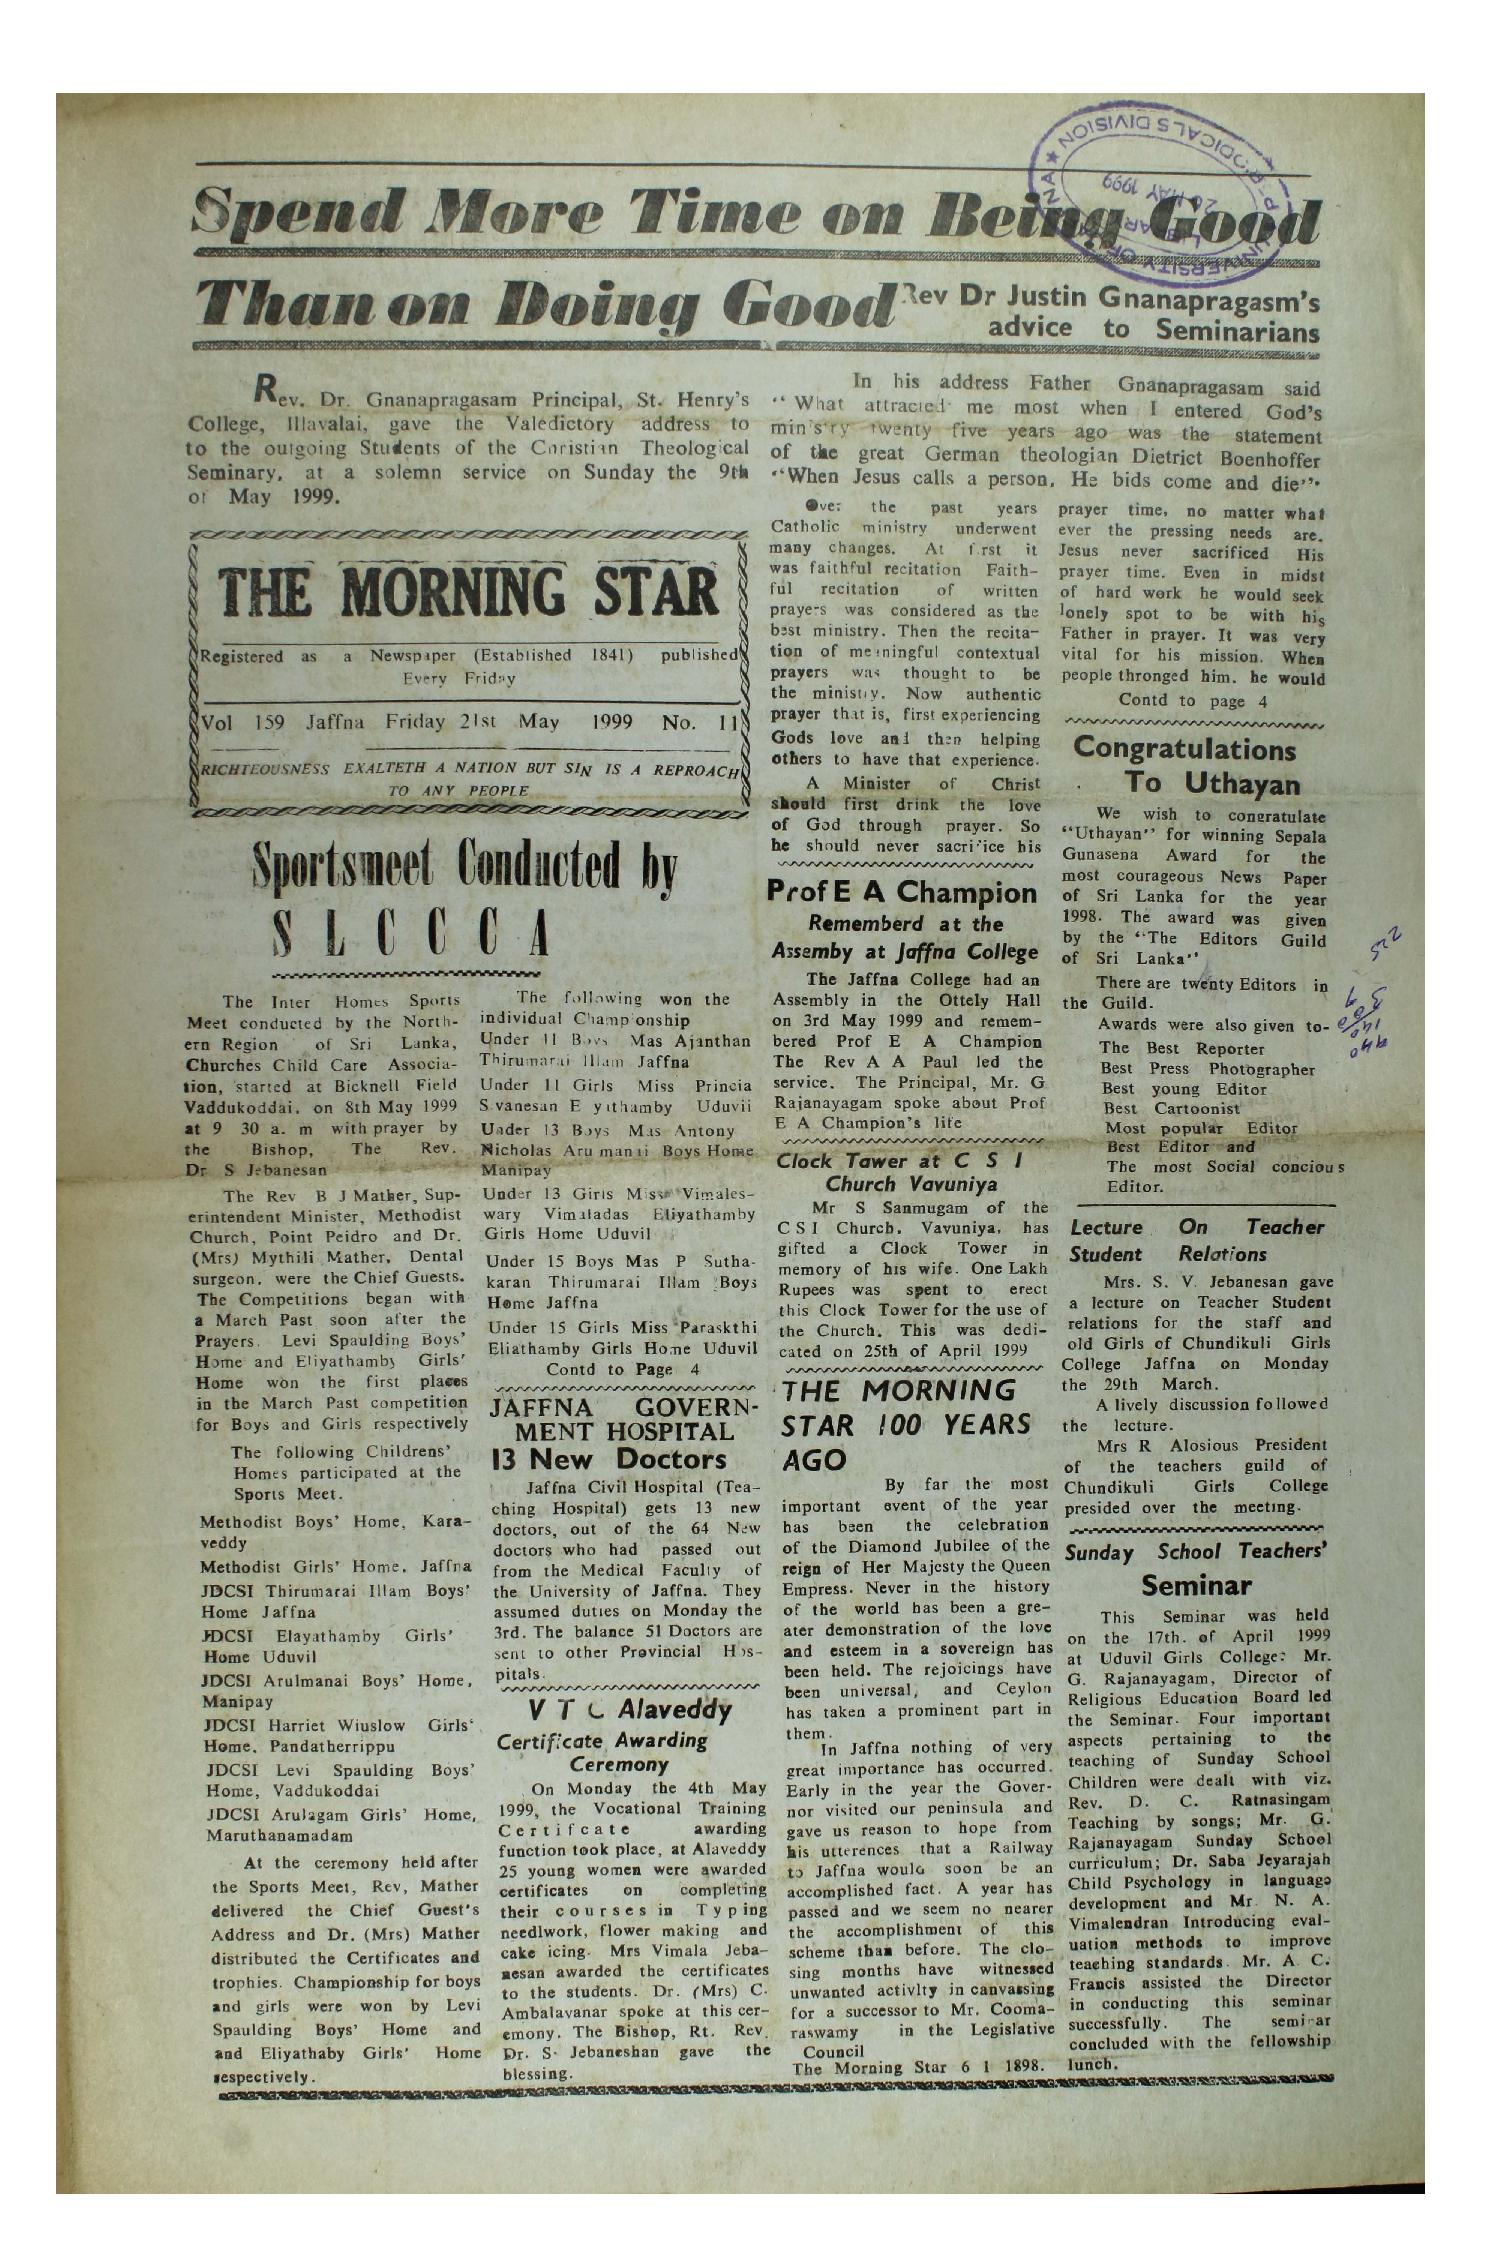 Spend More Time on Being Good
Than on Doing Good
Rev Dr Justin Gnanapragasm's
advice to Seminarians
UNIVERSITY OF
LIBRARY
26 MAY 1999
PERIODICALS DIVISION
Rev. Dr. Gnanapragasam Principal, St. Henry's
College, Illavalai, gave the Valedictory address to
to the outgoing Students of the Christian Theological
Seminary, at a solemn service on Sunday the 9th
of May 1999.
THE MORNING STAR
Registered as a Newspaper (Established 1841) published
Every Friday
Vol 159 Jaffna Friday 21st May 1999 No. 11
RICHTEOUSNESS EXALTETH A NATION BUT SIN IS A REPROACH
TO ANY PEOPLE
In his address Father Gnanapragasam said
"What attracted me most when I entered God's
ministry twenty five years ago was the statement
of the great German theologian Dietrict Boenhoffer
"When Jesus calls a person, He bids come and die".
Over the past years
Catholic ministry underwent
many changes. At first it
was faithful recitation Faith-
ful recitation of written
prayers was considered as the
best ministry. Then the recita-
tion of meaningful contextual
prayers was thought to be
the ministry. Now authentic
prayer that is, first experiencing
Gods love and then helping
others to have that experience.
A Minister of Christ
should first drink the love
of God through prayer. So
he should never sacrifice his
prayer time, no matter what
ever the pressing needs are.
Jesus never sacrificed His
prayer time. Even in midst
of hard work he would seek
lonely spot to be with his
Father in prayer. It was very
vital for his mission. When
people thronged him. he would
Contd to page 4
Sportsmeet Conducted by
S L C C C A
The Inter Homes Sports
Meet conducted by the North-
ern Region of Sri Lanka,
Churches Child Care Associa-
tion, started at Bicknell Field
Vaddukoddai, on 8th May 1999
at 9 30 a. m with prayer by
the Bishop, The Rev.
Dr S Jebanesan
The Rev B J Mather, Sup-
erintendent Minister, Methodist
Church, Point Peidro and Dr.
(Mrs) Mythili Mather, Dental
surgeon. were the Chief Guests.
The Competitions began with
a March Past soon after the
Prayers. Levi Spaulding Boys'
Home and Eliyathamby Girls'
Home won the first places
in the March Past competition
for Boys and Girls respectively
The following Childrens'
Homes participated at the
Sports Meet.
Methodist Boys' Home, Kara-
veddy
Methodist Girls' Home. Jaffna
JDCSI Thirumarai Illam Boys'
Home Jaffna
JDCSI Elayathamby Girls'
Home Uduvil
JDCSI Arulmanai Boys' Home,
Manipay
JDCSI Harriet Wiuslow Girls'
Home. Pandatherrippu
JDCSI Levi Spaulding Boys'
Home, Vaddukoddai
JDCSI Arulagam Girls' Home,
Maruthanamadam
At the ceremony held after
the Sports Meet, Rev, Mather
delivered the Chief Guest's
Address and Dr. (Mrs) Mather
distributed the Certificates and
trophies. Championship for boys
and girls were won by Levi
Spaulding Boys' Home and
and Eliyathaby Girls' Home
respectively.
The following won the
individual Championship
Under 11 Boys Mas Ajanthan
Thirumarai Illam Jaffna
Under 11 Girls Miss Princia
Sivanesan Eliyithamby Uduvii
Under 13 Boys Mas Antony
Nicholas Arulmanai Boys Home
Manipay
Under 13 Girls Miss Vimales-
wary Vimaladas Eliyathamby
Girls Home Uduvil
Under 15 Boys Mas P Sutha-
karan Thirumarai Illam Boys
Home Jaffna
Under 15 Girls Miss Paraskthi
Eliathamby Girls Home Uduvil
Contd to Page 4
JAFFNA GOVERN-
MENT HOSPITAL
13 New Doctors
Jaffna Civil Hospital (Tea-
ching Hospital) gets 13 new
doctors, out of the 64 New
doctors who had passed out
from the Medical Faculty of
the University of Jaffna. They
assumed duties on Monday the
3rd. The balance 51 Doctors are
sent to other Provincial Hos-
pitals.
V T C Alaveddy
Certificate Awarding
Ceremony
On Monday the 4th May
1999, the Vocational Training
Certifcate awarding
function took place, at Alaveddy
25 young women were awarded
certificates on completing
their courses in Typing
needlwork, flower making and
cake icing. Mrs Vimala Jeba-
nesan awarded the certificates
to the students. Dr. (Mrs) C.
Ambalavanar spoke at this cer-
emony. The Bishop, Rt. Rev.
Dr. S. Jebaneshan gave the
blessing.
Prof E A Champion
Rememberd at the
Assemby at Jaffna College
The Jaffna College had an
Assembly in the Ottely Hall
on 3rd May 1999 and remem-
bered Prof E A Champion
The Rev A A Paul led the
service. The Principal, Mr. G
Rajanayagam spoke about Prof
E A Champion's life
Clock Tawer at C S I
Church Vavuniya
Mr S Sanmugam of the
C S I Church. Vavuniya, has
gifted a Clock Tower in
memory of his wife. One Lakh
Rupees was spent to erect
this Clock Tower for the use of
the Church. This was dedi-
cated on 25th of April 1999
THE MORNING
STAR 100 YEARS
AGO
By far the most
important event of the year
has been the celebration
of the Diamond Jubilee of the
reign of Her Majesty the Queen
Empress. Never in the history
of the world has been a gre-
ater demonstration of the love
and esteem in a sovereign has
been held. The rejoicings have
been universal, and Ceylon
has taken a prominent part in
them.
In Jaffna nothing of very
great importance has occurred.
Early in the year the Gover-
nor visited our peninsula and
gave us reason to hope from
his utterences that a Railway
to Jaffna would soon be an
accomplished fact. A year has
passed and we seem no nearer
the accomplishment of this
scheme than before. The clo-
sing months have witnessed
unwanted activlty in canvassing
for a successor to Mr. Cooma-
raswamy in the Legislative
Council
The Morning Star 6 1 1898.
Congratulations
To Uthayan
We wish to congratulate
"Uthayan" for winning Sepala
Gunasena Award for the
most courageous News Paper
of Sri Lanka for the year
1998. The award was given
by the "The Editors Guild
of Sri Lanka"
There are twenty Editors in
the Guild.
Awards were also given to-
The Best Reporter
Best Press Photographer
Best young Editor
Best Cartoonist
Most popular Editor
Best Editor and
The most Social concious
Editor.
Lecture On Teacher
Student Relations
Mrs. S. V. Jebanesan gave
a lecture on Teacher Student
relations for the staff and
old Girls of Chundikuli Girls
College Jaffna on Monday
the 29th March.
A lively discussion followed
the lecture.
Mrs R Alosious President
of the teachers gnild of
Chundikuli Girls College
presided over the meeting.
Sunday School Teachers'
Seminar
This Seminar was held
on the 17th. of April 1999
at Uduvil Girls College: Mr.
G. Rajanayagam, Director of
Religious Education Board led
the Seminar. Four important
aspects pertaining to the
teaching of Sunday School
Children were dealt with viz.
Rev. D. C. Ratnasingam
Teaching by songs; Mr. G.
Rajanayagam Sunday School
curriculum; Dr. Saba Jeyarajah
Child Psychology in language
development and Mr. N. A.
Vimalendran Introducing eval-
uation methods to improve
teaching standards. Mr. A. C.
Francis assisted the Director
in conducting this seminar
successfully. The seminar
concluded with the fellowship
lunch.